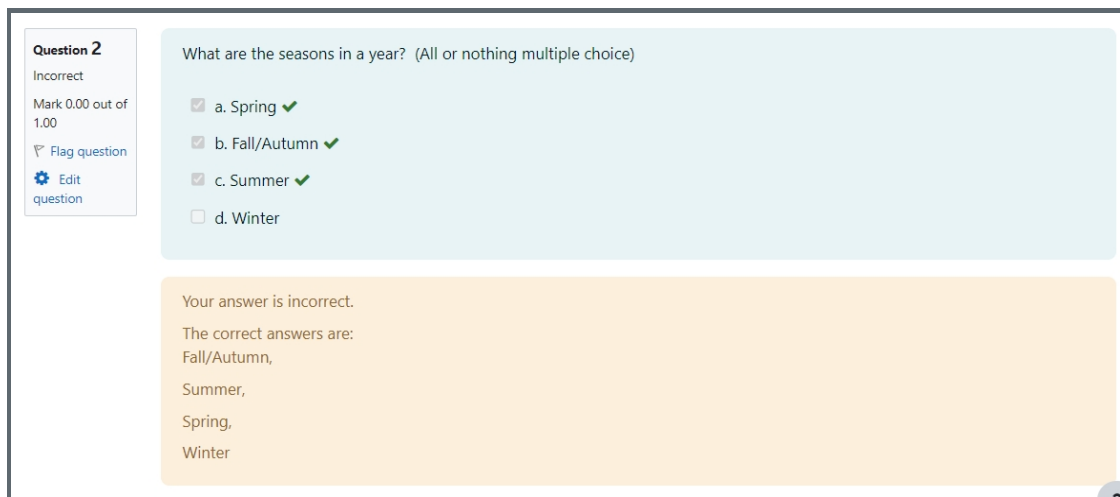 Question 2
Incorrect
Mark 0.00 out of
1.00
Flag question
Edit
question
What are the seasons in a year? (All or nothing multiple choice)
a. Spring
b. Fall/Autumn
c. Summer
d. Winter
Your answer is incorrect.
The correct answers are:
Fall/Autumn,
Summer,
Spring,
Winter